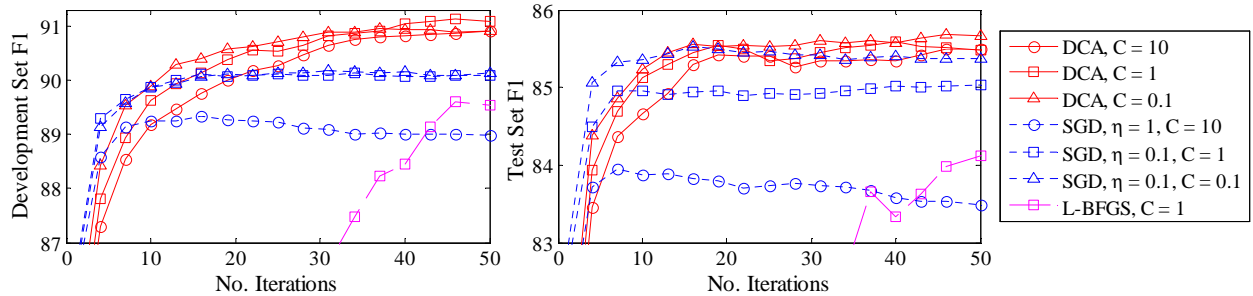 Development Set F1
91
90
89
88
87
0
10
20
30
40
50
No. Iterations
Test Set F1
86
85
84
83
0
10
20
30
40
50
No. Iterations
DCA, C = 10
DCA, C = 1
DCA, C = 0.1
SGD, η = 1, C = 10
SGD, η = 0.1, C = 1
SGD, η = 0.1, C = 0.1
L-BFGS, C = 1